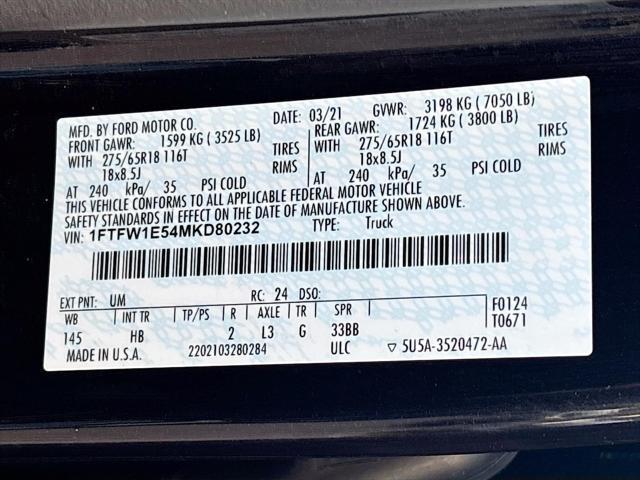 MFD. BY FORD MOTOR CO. DATE: 03/21 GVWR: 3198 KG ( 7050 LB)
FRONT GAWR: 1599 KG ( 3525 LB) REAR GAWR: 1724 KG ( 3800 LB)
WITH 275/65R18 116T TIRES WITH 275/65R18 116T TIRES
18x8.5J RIMS 18x8.5J RIMS
AT 240 kPa/ 35 PSI COLD AT 240 kPa/ 35 PSI COLD
THIS VEHICLE CONFORMS TO ALL APPLICABLE FEDERAL MOTOR VEHICLE
SAFETY STANDARDS IN EFFECT ON THE DATE OF MANUFACTURE SHOWN ABOVE.
VIN: 1FTFW1E54MKD80232 TYPE: Truck
EXT PNT: UM RC: 24 DSO:
WB INT TR TP/PS R AXLE TR SPR F0124
145 HB 2 L3 G 33BB T0671
MADE IN U.S.A. 2202103280284 ULC ▽ 5U5A-3520472-AA